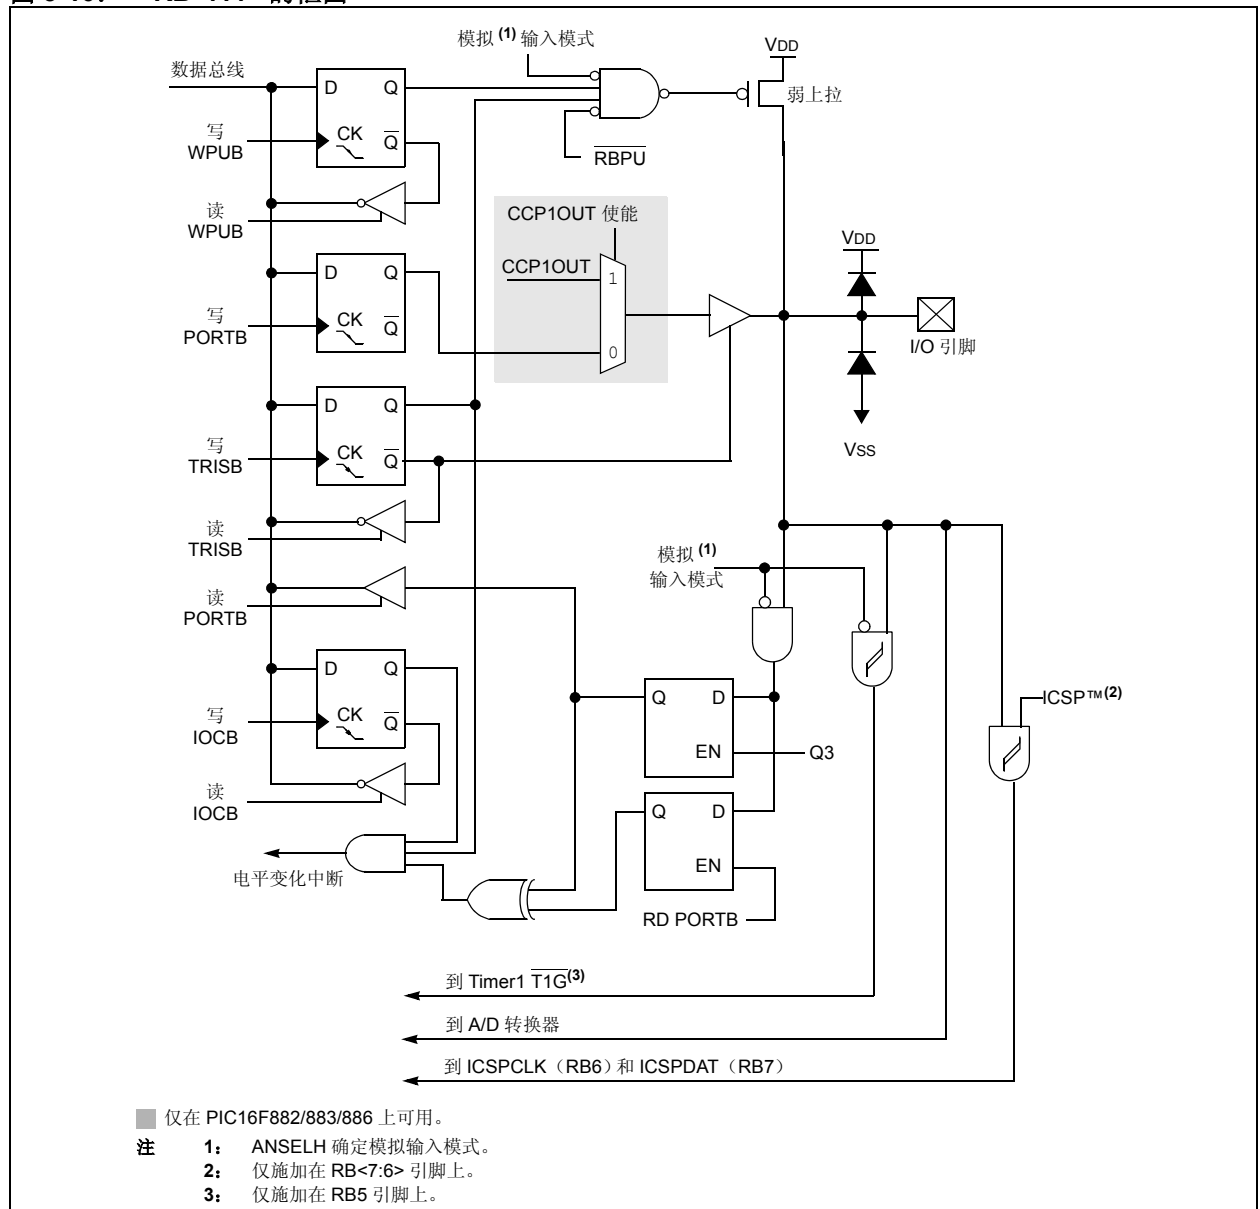 模拟 (1) 输入模式
VDD
数据总线
D Q
弱上拉
写
WPUB
CK Q
RBPU
读
WPUB
CCP1OUT 使能
VDD
CCP1OUT
1
D Q
写
PORTB
CK Q
I/O 引脚
0
D Q
写
TRISB
CK Q
VSS
读
TRISB
模拟 (1)
输入模式
读
PORTB
D Q
Q D
ICSP™(2)
写
IOCB
CK Q
EN
Q3
读
IOCB
Q D
EN
电平变化中断
RD PORTB
到 Timer1 T1G(3)
到 A/D 转换器
到 ICSPCLK（RB6）和 ICSPDAT（RB7）
仅在 PIC16F882/883/886 上可用。
注 1： ANSELH 确定模拟输入模式。
2： 仅施加在 RB<7:6> 引脚上。
3： 仅施加在 RB5 引脚上。